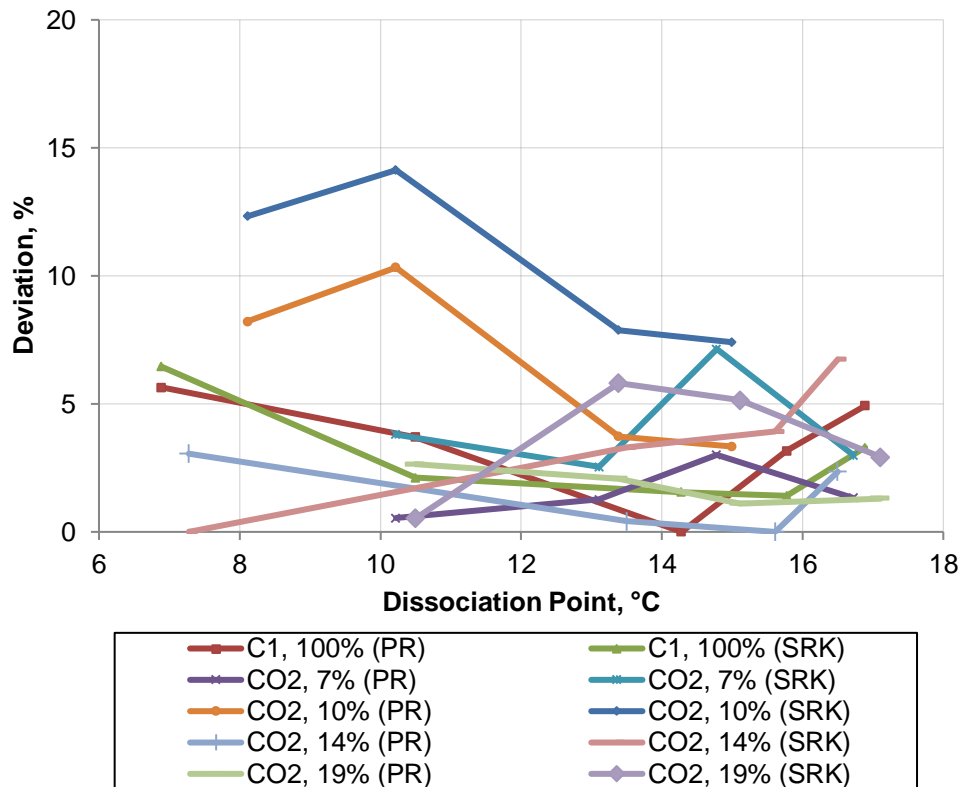 20
15
10
5
0
Deviation, %
6 8 10 12 14 16 18
Dissociation Point, °C
C1, 100% (PR) C1, 100% (SRK)
CO2, 7% (PR) CO2, 7% (SRK)
CO2, 10% (PR) CO2, 10% (SRK)
CO2, 14% (PR) CO2, 14% (SRK)
CO2, 19% (PR) CO2, 19% (SRK)